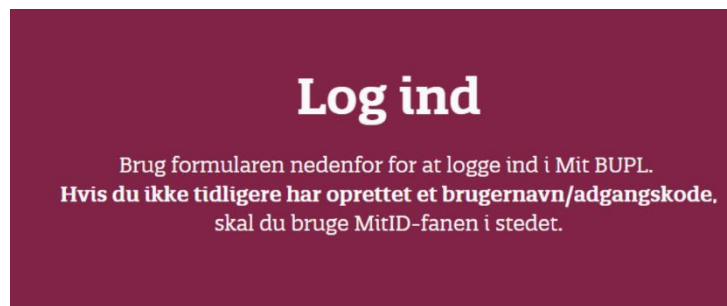 Log ind
Brug formularen nedenfor for at logge ind i Mit BUPL.
Hvis du ikke tidligere har oprettet et brugernavn/adgangskode,
skal du bruge MitID-fanen i stedet.